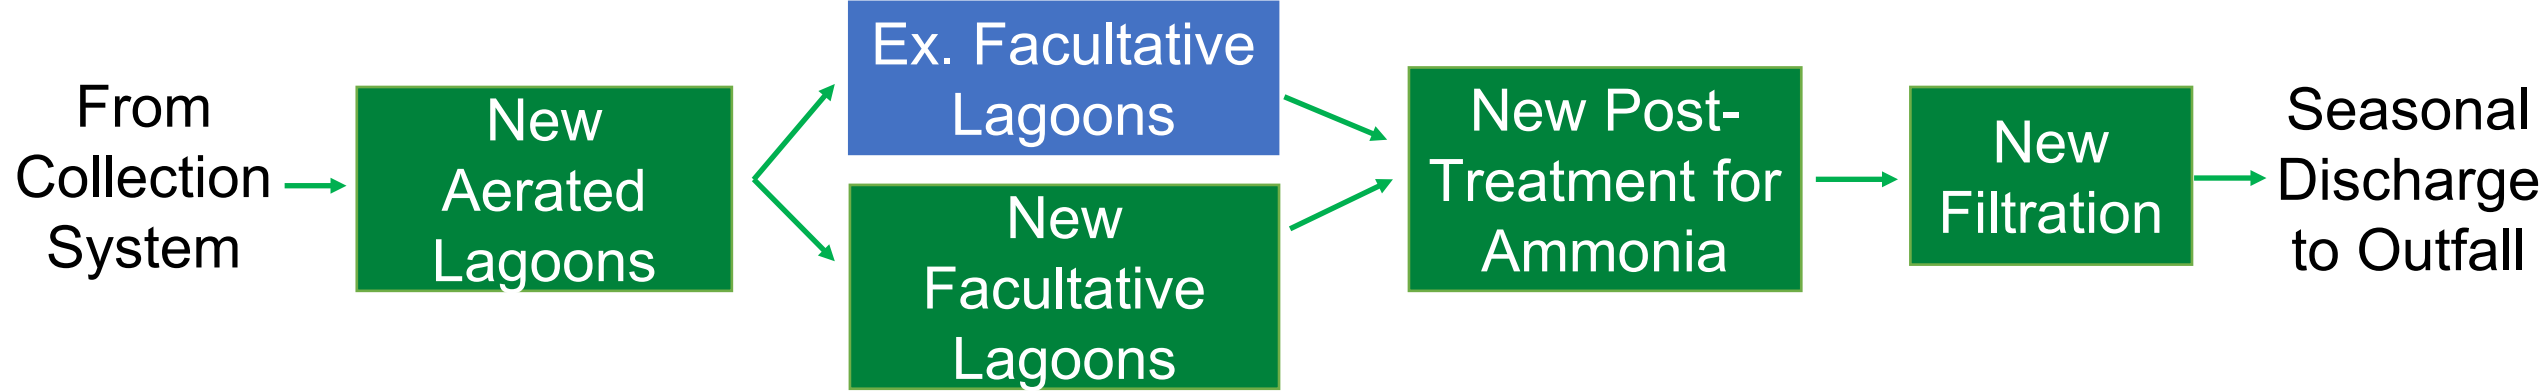 From
Collection
System
New
Aerated
Lagoons
Ex. Facultative
Lagoons
New
Facultative
Lagoons
New Post-
Treatment for
Ammonia
New
Filtration
Seasonal
Discharge
to Outfall